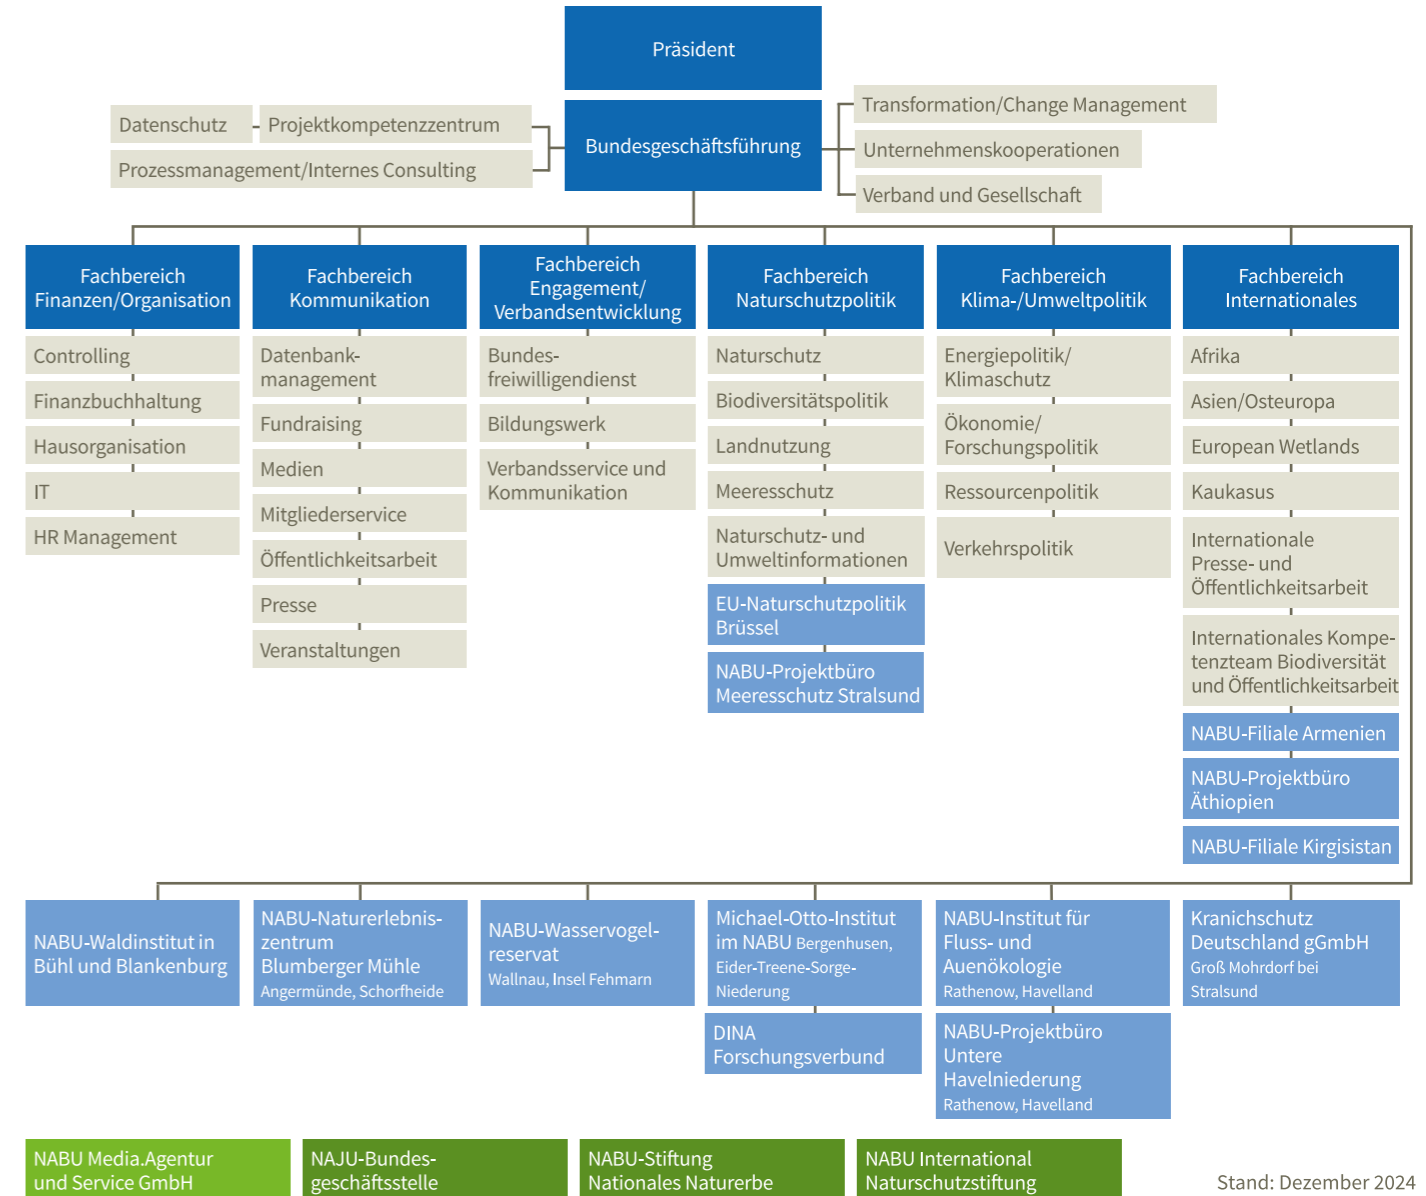 Präsident
Bundesgeschäftsführung
Datenschutz
Projektkompetenzzentrum
Prozessmanagement/Internes Consulting
Transformation/Change Management
Unternehmenskooperationen
Verband und Gesellschaft
Fachbereich
Finanzen/Organisation
Controlling
Finanzbuchhaltung
Hausorganisation
IT
HR Management
Fachbereich
Kommunikation
Datenbank-
management
Fundraising
Medien
Mitgliederservice
Öffentlichkeitsarbeit
Presse
Veranstaltungen
Fachbereich
Engagement/
Verbandsentwicklung
Bundes-
freiwilligendienst
Bildungswerk
Verbandsservice und
Kommunikation
Fachbereich
Naturschutzpolitik
Naturschutz
Biodiversitätspolitik
Landnutzung
Meeresschutz
Naturschutz- und
Umweltinformationen
EU-Naturschutzpolitik
Brüssel
NABU-Projektbüro
Meeresschutz Stralsund
Fachbereich
Klima-/Umweltpolitik
Energiepolitik/
Klimaschutz
Ökonomie/
Forschungspolitik
Ressourcenpolitik
Verkehrspolitik
Fachbereich
Internationales
Afrika
Asien/Osteuropa
European Wetlands
Kaukasus
Internationale
Presse- und
Öffentlichkeitsarbeit
Internationales Kompe-
tenzteam Biodiversität
und Öffentlichkeitsarbeit
NABU-Filiale Armenien
NABU-Projektbüro
Äthiopien
NABU-Filiale Kirgisistan
NABU-Waldinstitut in
Bühl und Blankenburg
NABU-Naturerlebnis-
zentrum
Blumberger Mühle
Angermünde, Schorfheide
NABU-Wasservogel-
reservat
Wallnau, Insel Fehmarn
Michael-Otto-Institut
im NABU Bergenhusen,
Eider-Treene-Sorge-
Niederung
DINA
Forschungsverbund
NABU-Institut für
Fluss- und
Auenökologie
Rathenow, Havelland
NABU-Projektbüro
Untere
Havelniederung
Rathenow, Havelland
Kranichschutz
Deutschland gGmbH
Groß Mohrdorf bei
Stralsund
NABU Media.Agentur
und Service GmbH
NAJU-Bundes-
geschäftsstelle
NABU-Stiftung
Nationales Naturerbe
NABU International
Naturschutzstiftung
Stand: Dezember 2024